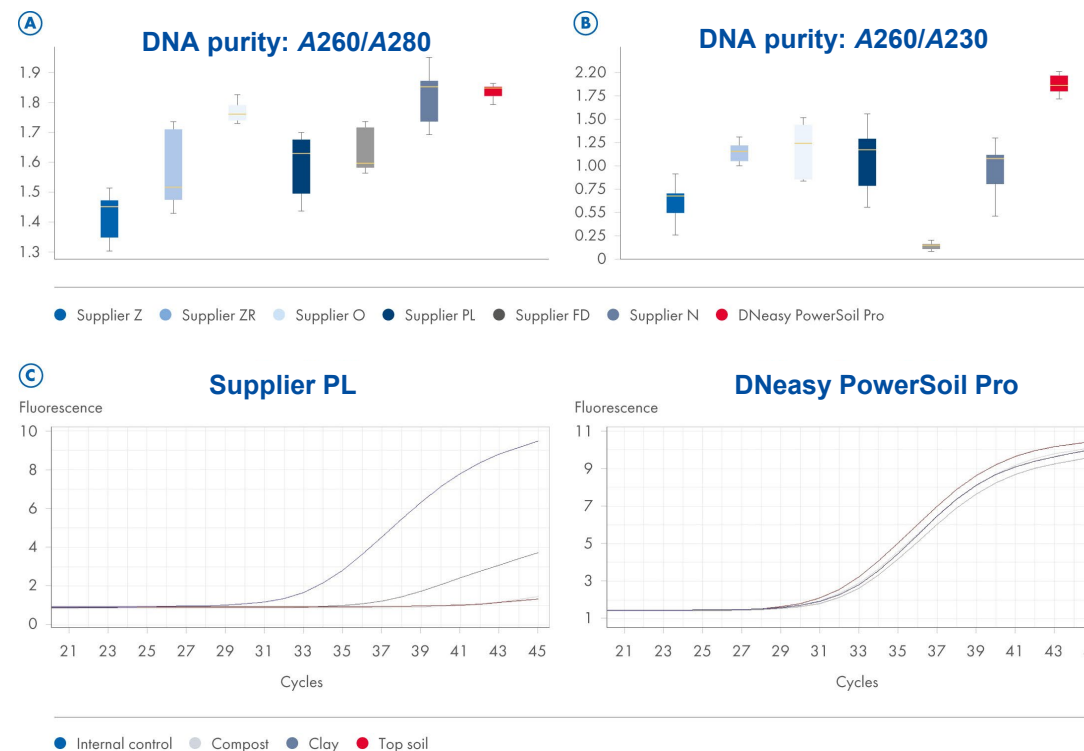 A
DNA purity: A260/A280
1.9
1.8
1.7
1.6
1.5
1.4
1.3
B
DNA purity: A260/A230
2.20
1.75
1.50
1.25
1.00
0.75
0.55
0.25
0
Supplier Z Supplier ZR Supplier O Supplier PL Supplier FD Supplier N DNeasy PowerSoil Pro
C
Supplier PL
Fluorescence
10
8
6
4
2
0
21 23 25 27 29 31 33 35 37 39 41 43 45
Cycles
DNeasy PowerSoil Pro
Fluorescence
11
9
7
5
3
1
21 23 25 27 29 31 33 35 37 39 41 43
Cycles
Internal control Compost Clay Top soil